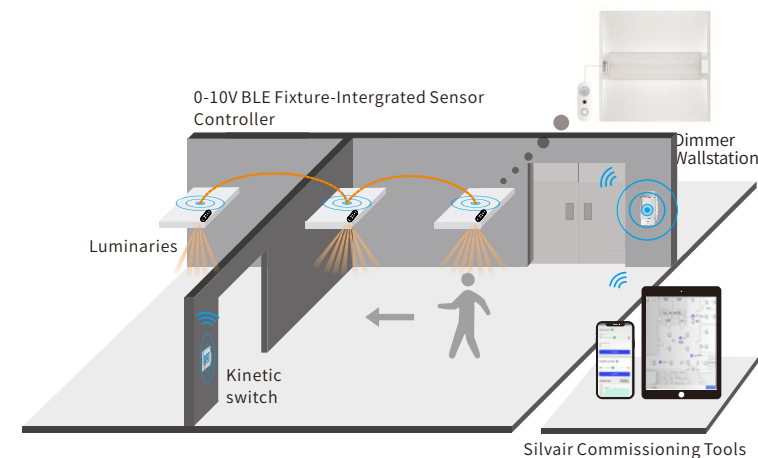 0-10V BLE Fixture-Intergrated Sensor
Controller
Dimmer
Wallstation
Luminaries
Kinetic
switch
Silvair Commissioning Tools